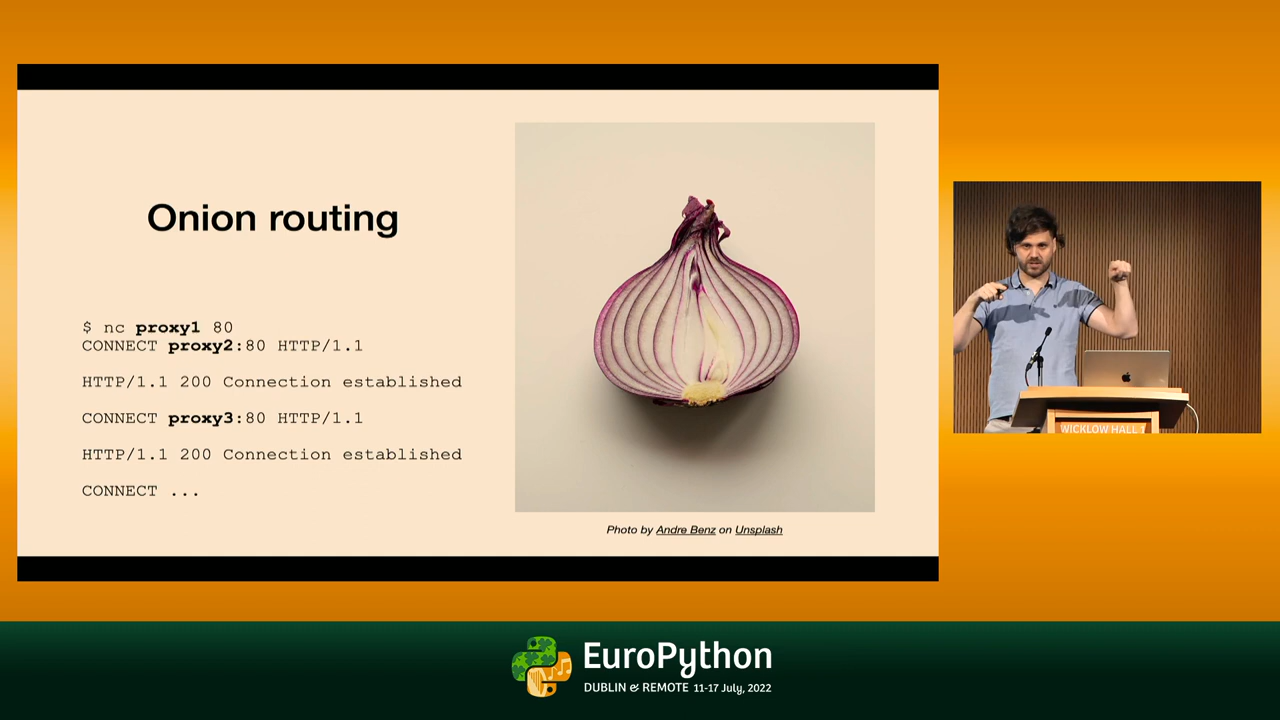 Onion routing
$ nc proxy1 80
CONNECT proxy2:80 HTTP/1.1
HTTP/1.1 200 Connection established
CONNECT proxy3:80 HTTP/1.1
HTTP/1.1 200 Connection established
CONNECT ...
Photo by Andre Benz on Unsplash
WICKLOW HALL 1
EuroPython
DUBLIN & REMOTE 11-17 July, 2022